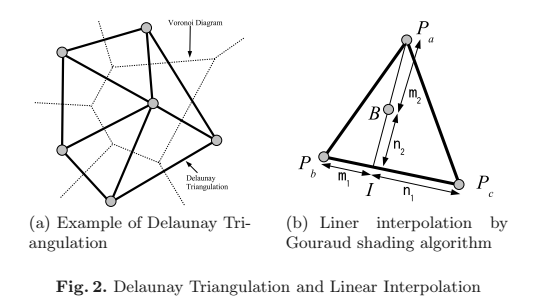 Voronoi Diagram
Delaunay
Triangulation
P a
B
m 2
n 2
P b
m 1
I
n 1
P c
(a) Example of Delaunay Tri-
angulation
(b) Liner interpolation by
Gouraud shading algorithm
Fig. 2. Delaunay Triangulation and Linear Interpolation